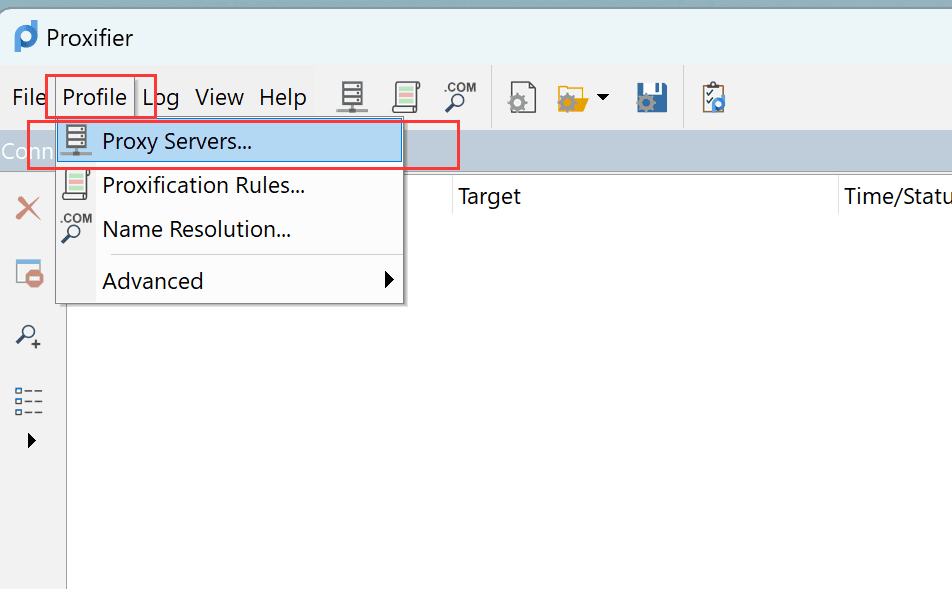 Proxifier
File Profile Log View Help .COM
Proxy Servers...
Conn
Proxification Rules...
Target Time/Statu
.COM
Name Resolution...
Advanced